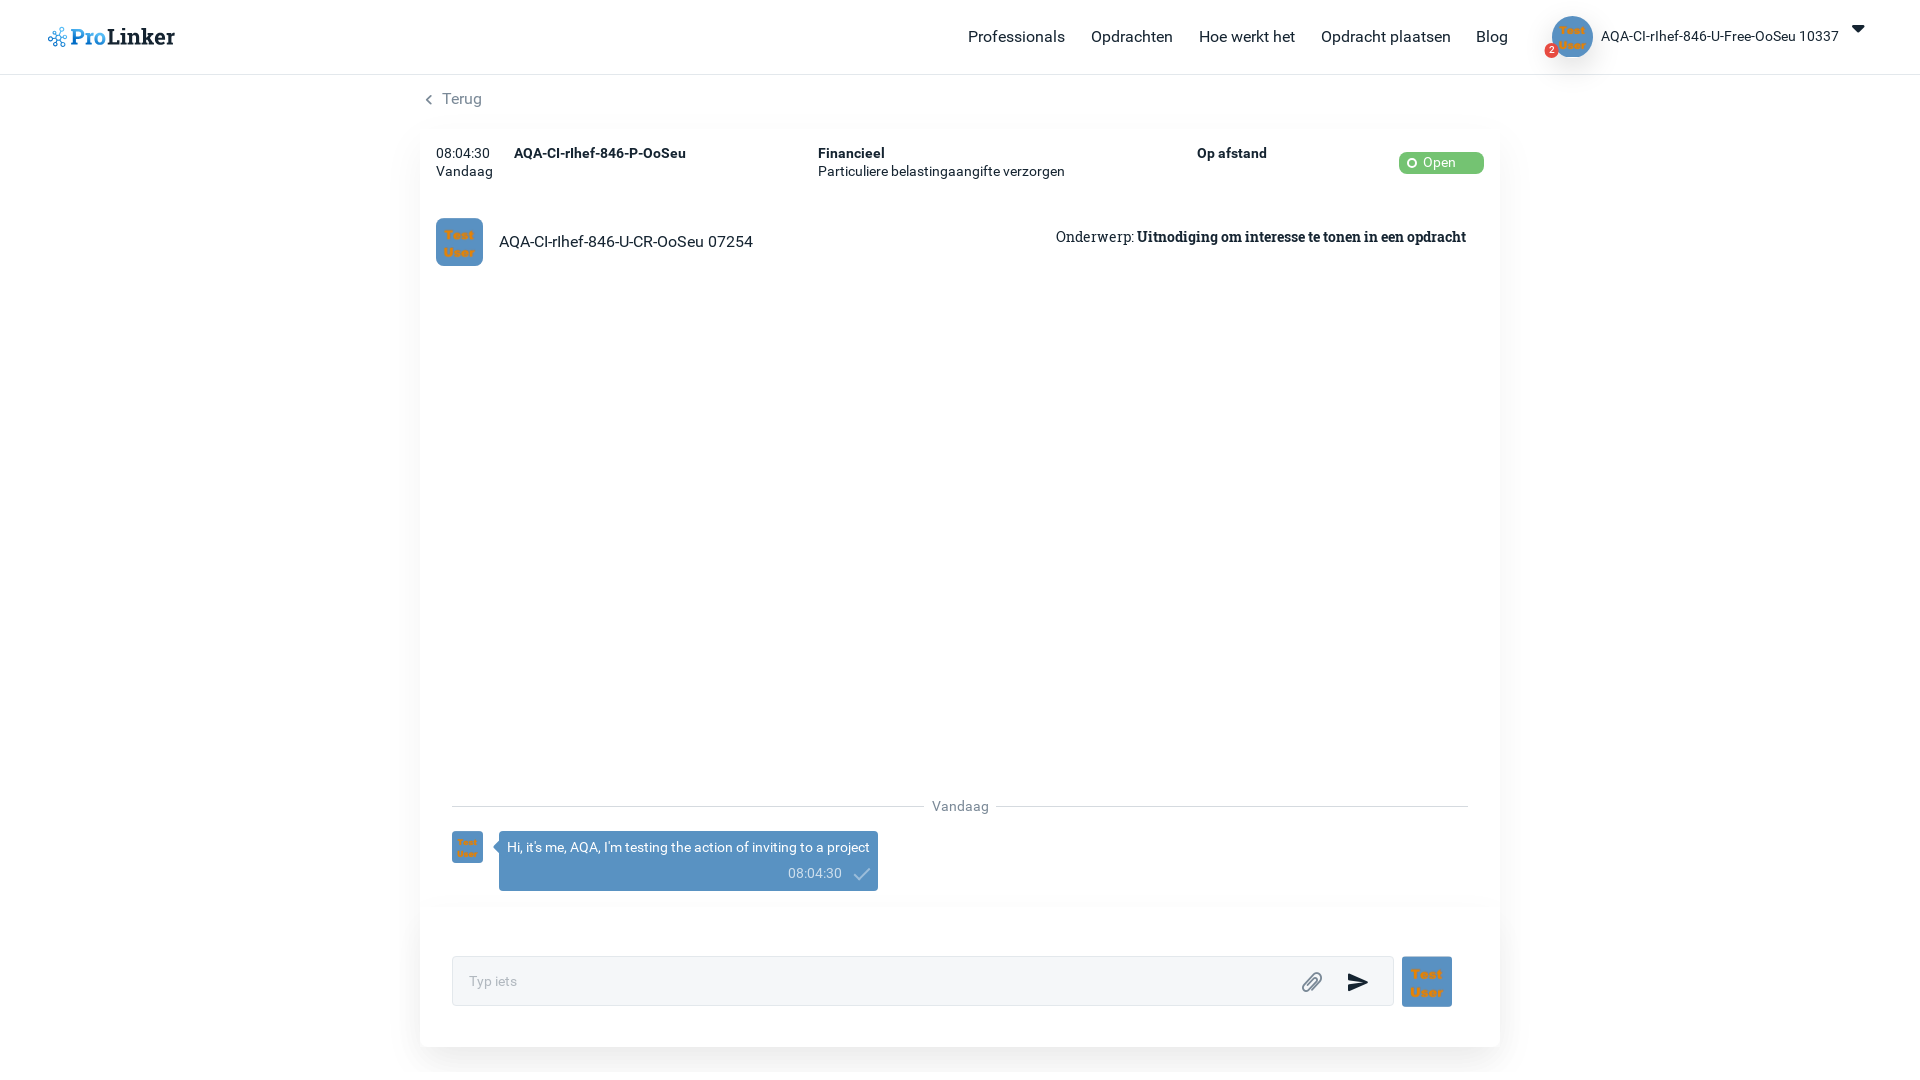 ProLinker
Professionals
Opdrachten
Hoe werkt het
Opdracht plaatsen
Blog
Test
User
2
AQA-CI-rIhef-846-U-Free-OoSeu 10337
Terug
08:04:30
Vandaag
AQA-CI-rIhef-846-P-OoSeu
Financieel
Particuliere belastingaangifte verzorgen
Op afstand
Open
Test
User
AQA-CI-rIhef-846-U-CR-OoSeu 07254
Onderwerp: Uitnodiging om interesse te tonen in een opdracht
Vandaag
Test
User
Hi, it's me, AQA, I'm testing the action of inviting to a project
08:04:30
Typ iets
Test
User